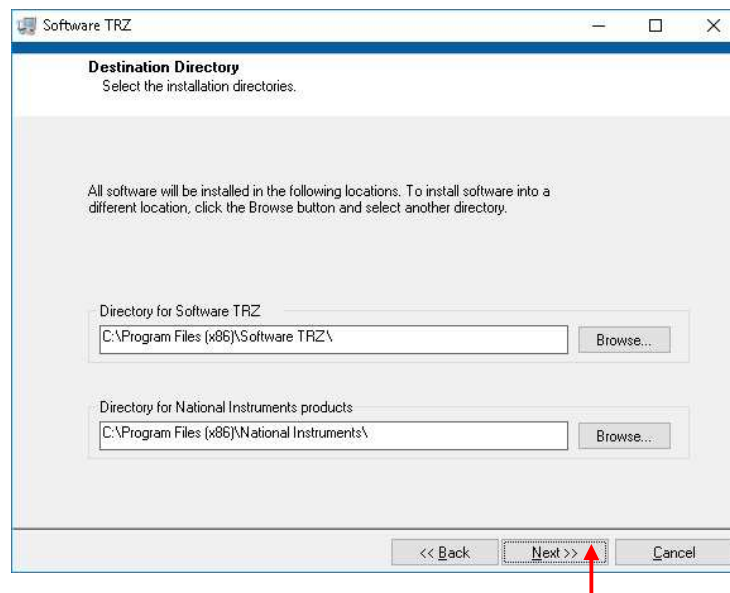 Software TRZ
Destination Directory
Select the installation directories.
All software will be installed in the following locations. To install software into a
different location, click the Browse button and select another directory.
Directory for Software TRZ
C:\Program Files (x86)\Software TRZ\
Browse...
Directory for National Instruments products
C:\Program Files (x86)\National Instruments\
Browse...
<< Back
Next >>
Cancel